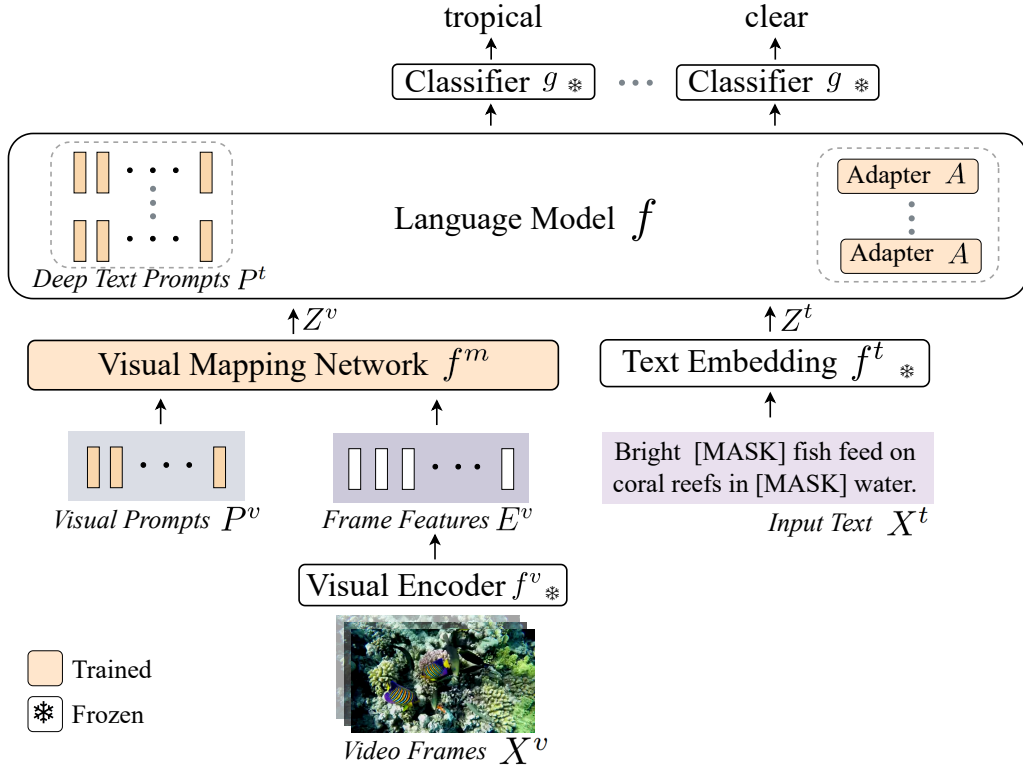 tropical
clear
Classifier g
Classifier g
Adapter A
Language Model f
Adapter A
Deep Text Prompts P^t
Z^v
Z^t
Visual Mapping Network f^m
Text Embedding f^t
Bright [MASK] fish feed on
coral reefs in [MASK] water.
Visual Prompts P^v
Frame Features E^v
Input Text X^t
Visual Encoder f^v
Trained
Frozen
Video Frames X^v